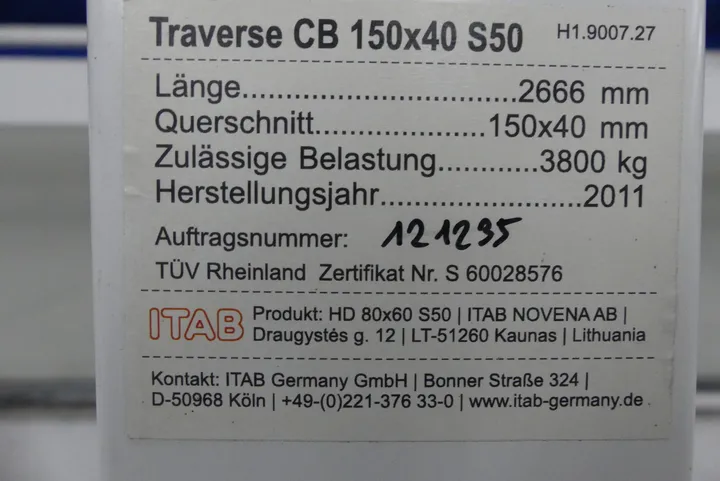 Traverse CB 150x40 S50 H1.9007.27
Länge................................2666 mm
Querschnitt....................150x40 mm
Zulässige Belastung............3800 kg
Herstellungsjahr........................2011
Auftragsnummer: 121295
TÜV Rheinland Zertifikat Nr. S 60028576
ITAB Produkt: HD 80x60 S50 | ITAB NOVENA AB |
Draugystés g. 12 | LT-51260 Kaunas | Lithuania
Kontakt: ITAB Germany GmbH | Bonner Straße 324 |
D-50968 Köln | +49-(0)221-376 33-0 | www.itab-germany.de